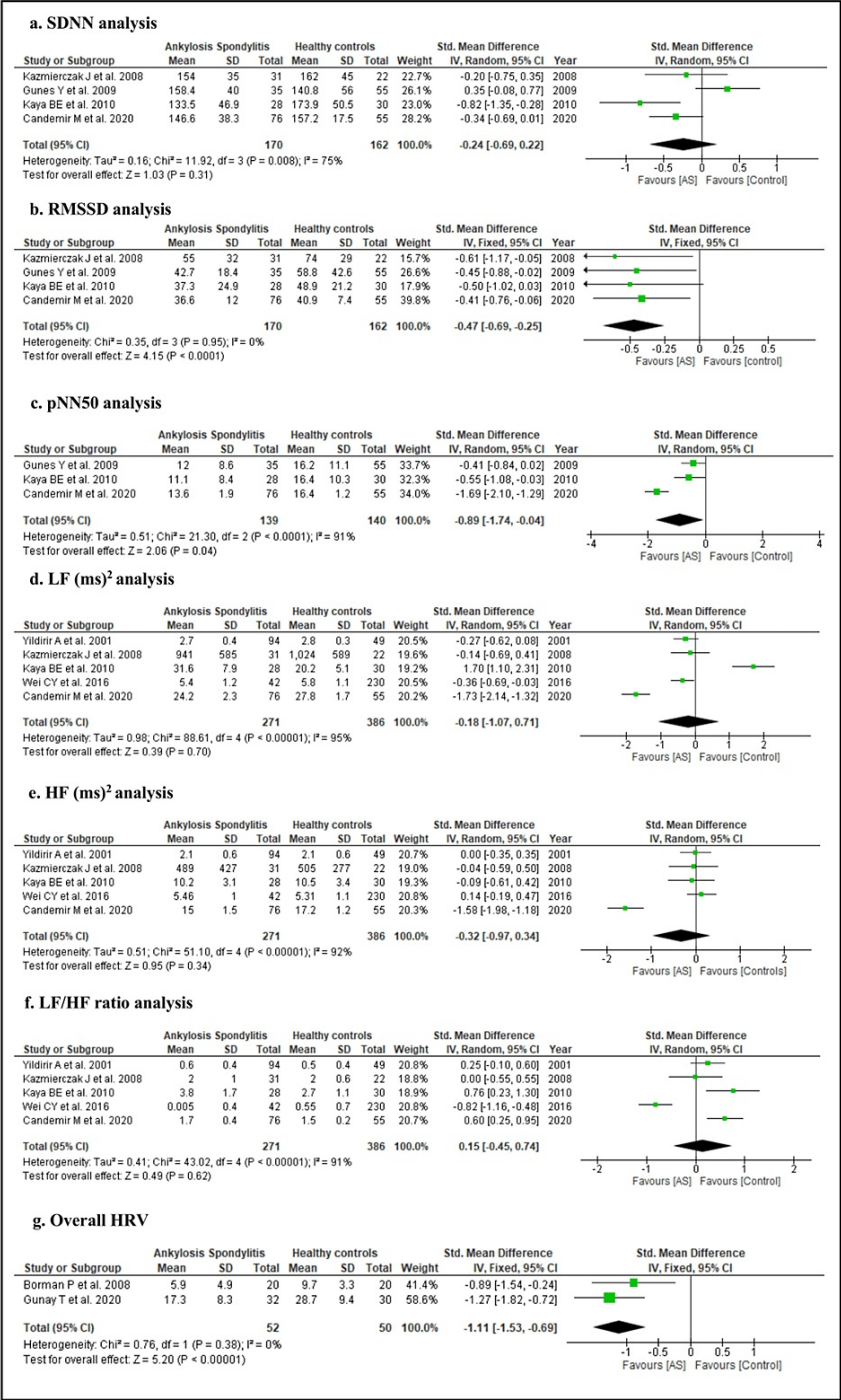 a. SDNN analysis
Ankylosis Spondylitis Healthy controls Std. Mean Difference Std. Mean Difference
Study or Subgroup Mean SD Total Mean SD Total Weight IV, Random, 95% CI Year IV, Random, 95% CI
Kazmierczak J et al. 2008 154 35 31 162 45 22 22.7% -0.20 [-0.75, 0.35] 2008
Gunes Y et al. 2009 158.4 40 35 140.8 56 55 26.1% 0.35 [-0.08, 0.77] 2009
Kaya BE et al. 2010 133.5 46.9 28 173.9 50.5 30 23.0% -0.82 [-1.35, -0.28] 2010
Candemir M et al. 2020 146.6 38.3 76 157.2 17.5 55 28.2% -0.34 [-0.69, 0.01] 2020
Total (95% CI) 170 162 100.0% -0.24 [-0.69, 0.22]
Heterogeneity: Tau² = 0.16; Chi² = 11.92, df = 3 (P = 0.008); I² = 75%
Test for overall effect: Z = 1.03 (P = 0.31)
-1 -0.5 0 0.5 1
Favours [AS] Favours [Control]
b. RMSSD analysis
Ankylosis Spondylitis Healthy controls Std. Mean Difference Std. Mean Difference
Study or Subgroup Mean SD Total Mean SD Total Weight IV, Fixed, 95% CI Year IV, Fixed, 95% CI
Kazmierczak J et al. 2008 55 32 31 74 29 22 15.7% -0.61 [-1.17, -0.05] 2008
Gunes Y et al. 2009 42.7 18.4 35 58.8 42.6 55 26.6% -0.45 [-0.88, -0.02] 2009
Kaya BE et al. 2010 37.3 24.9 28 48.9 21.2 30 17.9% -0.50 [-1.02, 0.03] 2010
Candemir M et al. 2020 36.6 12 76 40.9 7.4 55 39.8% -0.41 [-0.76, -0.06] 2020
Total (95% CI) 170 162 100.0% -0.47 [-0.69, -0.25]
Heterogeneity: Chi² = 0.35, df = 3 (P = 0.95); I² = 0%
Test for overall effect: Z = 4.15 (P < 0.0001)
-0.5 -0.25 0 0.25 0.5
Favours [AS] Favours [control]
c. pNN50 analysis
Ankylosis Spondylitis Healthy controls Std. Mean Difference Std. Mean Difference
Study or Subgroup Mean SD Total Mean SD Total Weight IV, Random, 95% CI Year IV, Random, 95% CI
Gunes Y et al. 2009 12 8.6 35 16.2 11.1 55 33.7% -0.41 [-0.84, 0.02] 2009
Kaya BE et al. 2010 11.1 8.4 28 16.4 10.3 30 32.3% -0.55 [-1.08, -0.03] 2010
Candemir M et al. 2020 13.6 1.9 76 16.4 1.2 55 34.0% -1.69 [-2.10, -1.29] 2020
Total (95% CI) 139 140 100.0% -0.89 [-1.74, -0.04]
Heterogeneity: Tau² = 0.51; Chi² = 21.30, df = 2 (P < 0.0001); I² = 91%
Test for overall effect: Z = 2.06 (P = 0.04)
-4 -2 0 2 4
Favours [AS] Favours [Control]
d. LF (ms)² analysis
Ankylosis Spondylitis Healthy controls Std. Mean Difference Std. Mean Difference
Study or Subgroup Mean SD Total Mean SD Total Weight IV, Random, 95% CI Year IV, Random, 95% CI
Yildirir A et al. 2001 2.7 0.4 94 2.8 0.3 49 20.5% -0.27 [-0.62, 0.08] 2001
Kazmierczak J et al. 2008 941 585 31 1,024 589 22 19.6% -0.14 [-0.69, 0.41] 2008
Kaya BE et al. 2010 31.6 7.9 28 20.2 5.1 30 19.2% 1.70 [1.10, 2.31] 2010
Wei CY et al. 2016 5.4 1.2 42 5.8 1.1 230 20.5% -0.36 [-0.69, -0.03] 2016
Candemir M et al. 2020 24.2 2.3 76 27.8 1.7 55 20.2% -1.73 [-2.14, -1.32] 2020
Total (95% CI) 271 386 100.0% -0.18 [-1.07, 0.71]
Heterogeneity: Tau² = 0.98; Chi² = 88.61, df = 4 (P < 0.00001); I² = 95%
Test for overall effect: Z = 0.39 (P = 0.70)
-2 -1 0 1 2
Favours [AS] Favours [Control]
e. HF (ms)² analysis
Ankylosis Spondylitis Healthy controls Std. Mean Difference Std. Mean Difference
Study or Subgroup Mean SD Total Mean SD Total Weight IV, Random, 95% CI Year IV, Random, 95% CI
Yildirir A et al. 2001 2.1 0.6 94 2.1 0.6 49 20.7% 0.00 [-0.35, 0.35] 2001
Kazmierczak J et al. 2008 489 427 31 505 277 22 19.1% -0.04 [-0.59, 0.50] 2008
Kaya BE et al. 2010 10.2 3.1 28 10.5 3.4 30 19.3% -0.09 [-0.61, 0.42] 2010
Wei CY et al. 2016 5.46 1 42 5.31 1.1 230 20.8% 0.14 [-0.19, 0.47] 2016
Candemir M et al. 2020 15 1.5 76 17.2 1.2 55 20.2% -1.58 [-1.98, -1.18] 2020
Total (95% CI) 271 386 100.0% -0.32 [-0.97, 0.34]
Heterogeneity: Tau² = 0.51; Chi² = 51.10, df = 4 (P < 0.00001); I² = 92%
Test for overall effect: Z = 0.95 (P = 0.34)
-2 -1 0 1 2
Favours [AS] Favours [Controls]
f. LF/HF ratio analysis
Ankylosis Spondylitis Healthy controls Std. Mean Difference Std. Mean Difference
Study or Subgroup Mean SD Total Mean SD Total Weight IV, Random, 95% CI Year IV, Random, 95% CI
Yildirir A et al. 2001 0.6 0.4 94 0.5 0.4 49 20.8% 0.25 [-0.10, 0.60] 2001
Kazmierczak J et al. 2008 2 1 31 2 0.6 22 18.8% 0.00 [-0.55, 0.55] 2008
Kaya BE et al. 2010 3.8 1.7 28 2.7 1.1 30 18.9% 0.76 [0.23, 1.30] 2010
Wei CY et al. 2016 0.005 0.4 42 0.55 0.7 230 20.9% -0.82 [-1.16, -0.48] 2016
Candemir M et al. 2020 1.7 0.4 76 1.5 0.2 55 20.7% 0.60 [0.25, 0.95] 2020
Total (95% CI) 271 386 100.0% 0.15 [-0.45, 0.74]
Heterogeneity: Tau² = 0.41; Chi² = 43.02, df = 4 (P < 0.00001); I² = 91%
Test for overall effect: Z = 0.49 (P = 0.62)
-2 -1 0 1 2
Favours [AS] Favours [Control]
g. Overall HRV
Ankylosis Spondylitis Healthy controls Std. Mean Difference Std. Mean Difference
Study or Subgroup Mean SD Total Mean SD Total Weight IV, Fixed, 95% CI IV, Fixed, 95% CI
Borman P et al. 2008 5.9 4.9 20 9.7 3.3 20 41.4% -0.89 [-1.54, -0.24]
Gunay T et al. 2020 17.3 8.3 32 28.7 9.4 30 58.6% -1.27 [-1.82, -0.72]
Total (95% CI) 52 50 100.0% -1.11 [-1.53, -0.69]
Heterogeneity: Chi² = 0.76, df = 1 (P = 0.38); I² = 0%
Test for overall effect: Z = 5.20 (P < 0.00001)
-1 -0.5 0 0.5 1
Favours [AS] Favours [Control]